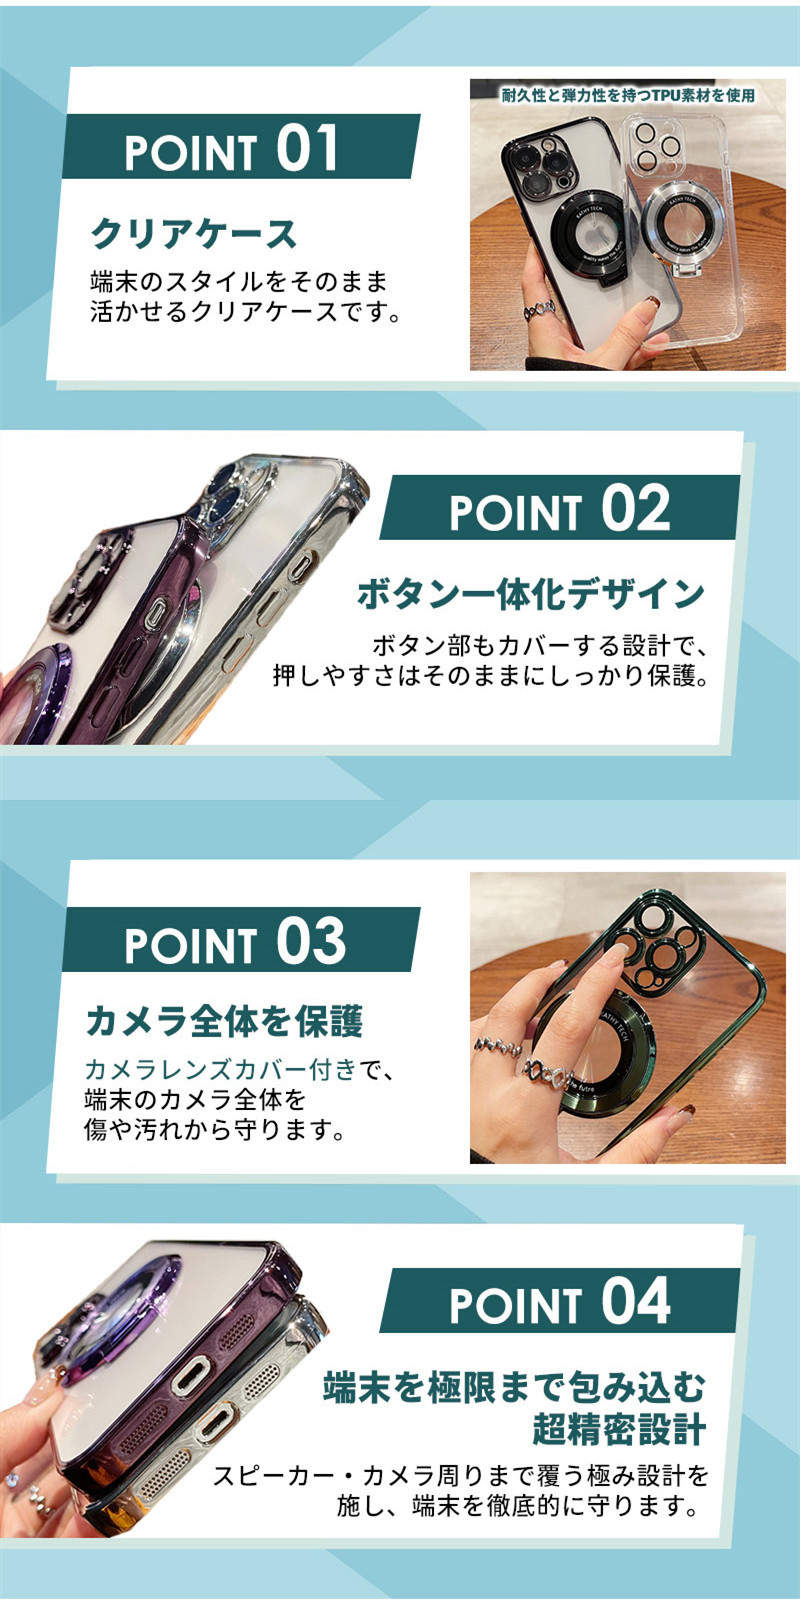 POINT 01
クリアケース
端末のスタイルをそのまま
活かせるクリアケースです。
耐久性と弾力性を持つTPU素材を使用
KATHY TECH
KATHY TECH
POINT 02
ボタン一体化デザイン
ボタン部もカバーする設計で、
押しやすさはそのままにしっかり保護。
POINT 03
カメラ全体を保護
カメラレンズカバー付きで、
端末のカメラ全体を
傷や汚れから守ります。
KATHY TECH
POINT 04
端末を極限まで包み込む
超精密設計
スピーカー・カメラ周りまで覆う極み設計を
施し、端末を徹底的に守ります。